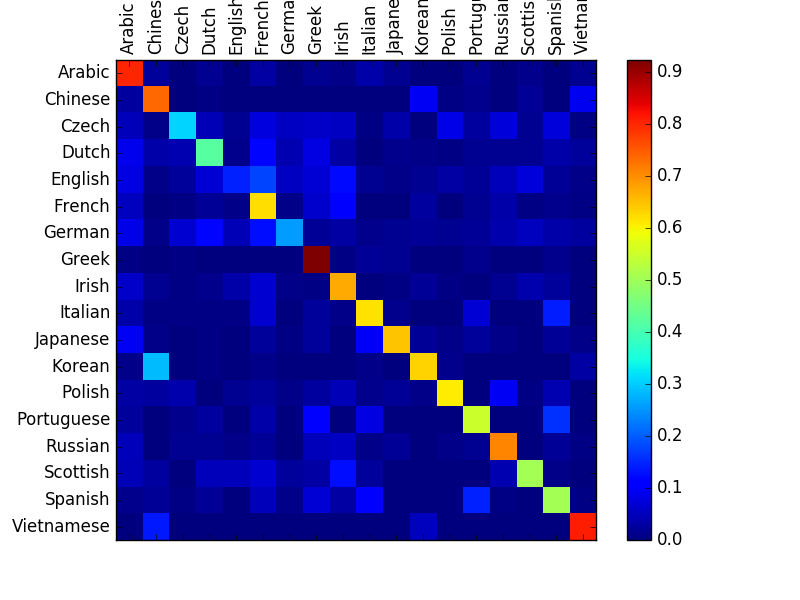 Arabic
Chines
Czech
Dutch
English
French
Germa
Greek
Irish
Italian
Japane
Korean
Polish
Portug
Russian
Scottis
Spanish
Vietnan
Arabic
Chinese
Czech
Dutch
English
French
German
Greek
Irish
Italian
Japanese
Korean
Polish
Portuguese
Russian
Scottish
Spanish
Vietnamese
0.9
0.8
0.7
0.6
0.5
0.4
0.3
0.2
0.1
0.0